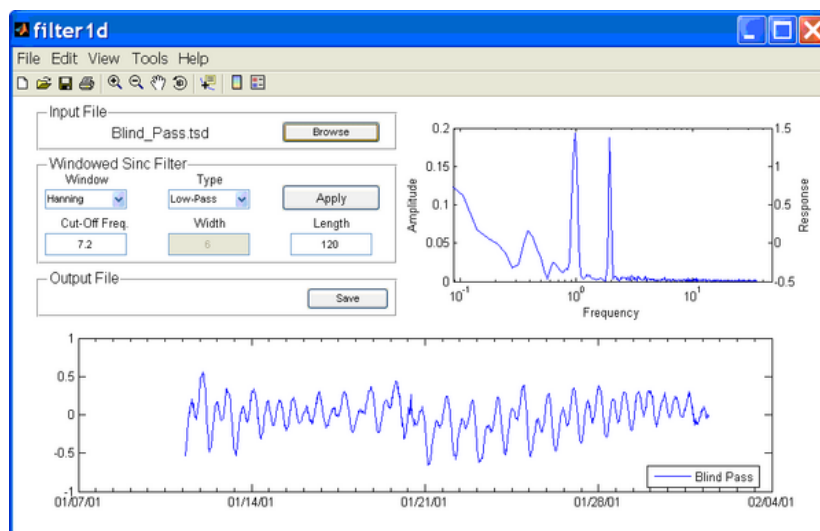 filter1d
File Edit View Tools Help
Input File
Blind_Pass.tsd
Browse
Windowed Sinc Filter
Window Type
Hanning Low-Pass Apply
Cut-Off Freq. Width Length
7.2 6 120
Output File
Save
0.2
0.15
0.1
0.05
0
Amplitude
1.5
1
0.5
0
-0.5
Response
10-1 100 101
Frequency
1
0.5
0
-0.5
-1
01/07/01 01/14/01 01/21/01 01/28/01 02/04/01
Blind Pass